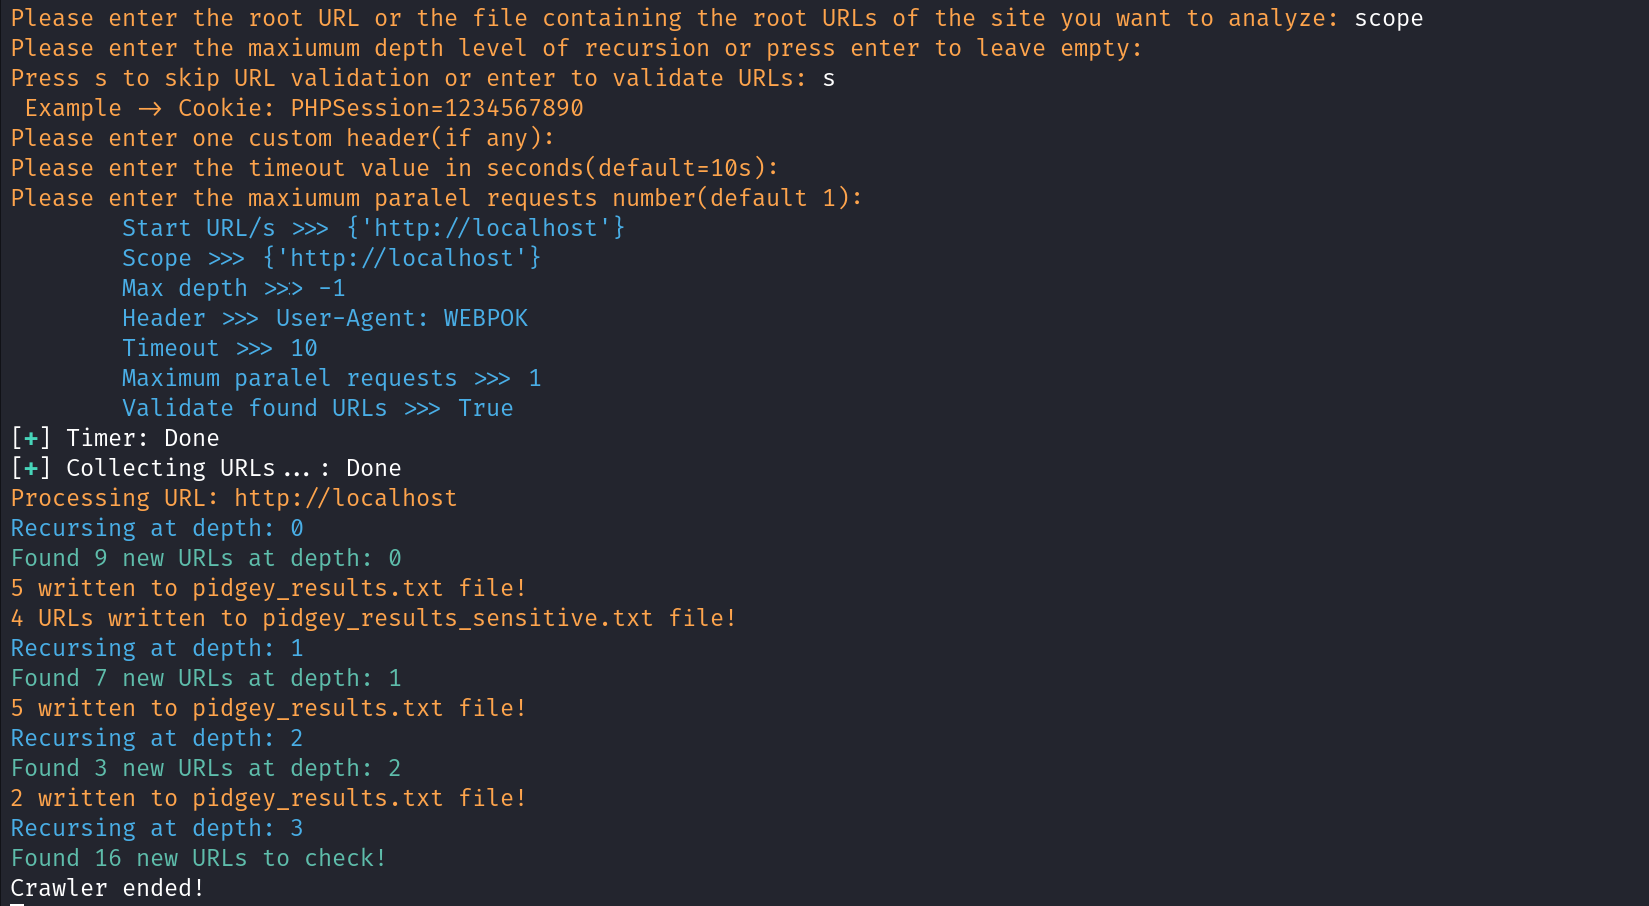 Please enter the root URL or the file containing the root URLs of the site you want to analyze: scope
Please enter the maxiumum depth level of recursion or press enter to leave empty:
Press s to skip URL validation or enter to validate URLs: s
 Example -> Cookie: PHPSession=1234567890
Please enter one custom header(if any):
Please enter the timeout value in seconds(default=10s):
Please enter the maxiumum paralel requests number(default 1):
        Start URL/s >>> {'http://localhost'}
        Scope >>> {'http://localhost'}
        Max depth >>> -1
        Header >>> User-Agent: WEBPOK
        Timeout >>> 10
        Maximum paralel requests >>> 1
        Validate found URLs >>> True
[+] Timer: Done
[+] Collecting URLs...: Done
Processing URL: http://localhost
Recursing at depth: 0
Found 9 new URLs at depth: 0
5 written to pidgey_results.txt file!
4 URLs written to pidgey_results_sensitive.txt file!
Recursing at depth: 1
Found 7 new URLs at depth: 1
5 written to pidgey_results.txt file!
Recursing at depth: 2
Found 3 new URLs at depth: 2
2 written to pidgey_results.txt file!
Recursing at depth: 3
Found 16 new URLs to check!
Crawler ended!